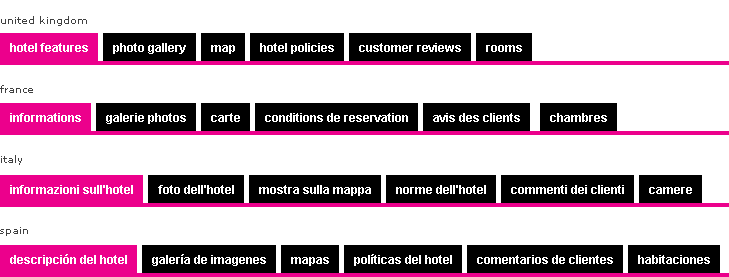 united kingdom
hotel features photo gallery map hotel policies customer reviews rooms
france
informations galerie photos carte conditions de reservation avis des clients chambres
italy
informazioni sull'hotel foto dell'hotel mostra sulla mappa norme dell'hotel commenti dei clienti camere
spain
descripción del hotel galería de imagenes mapas políticas del hotel comentarios de clientes habitaciones